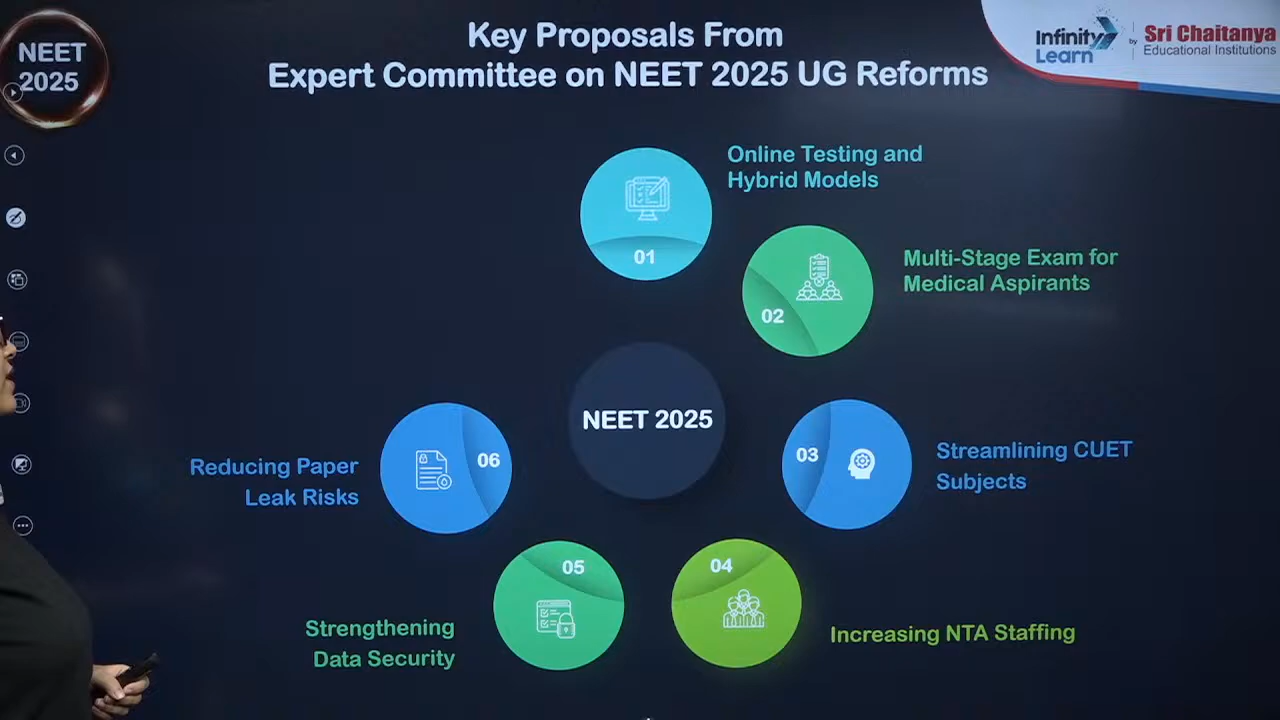 NEET
2025
Key Proposals From
Expert Committee on NEET 2025 UG Reforms
Infinity
Learn
by
Sri Chaitanya
Educational Institutions
01
Online Testing and
Hybrid Models
02
Multi-Stage Exam for
Medical Aspirants
NEET 2025
03
Streamlining CUET
Subjects
04
Increasing NTA Staffing
05
Strengthening
Data Security
06
Reducing Paper
Leak Risks